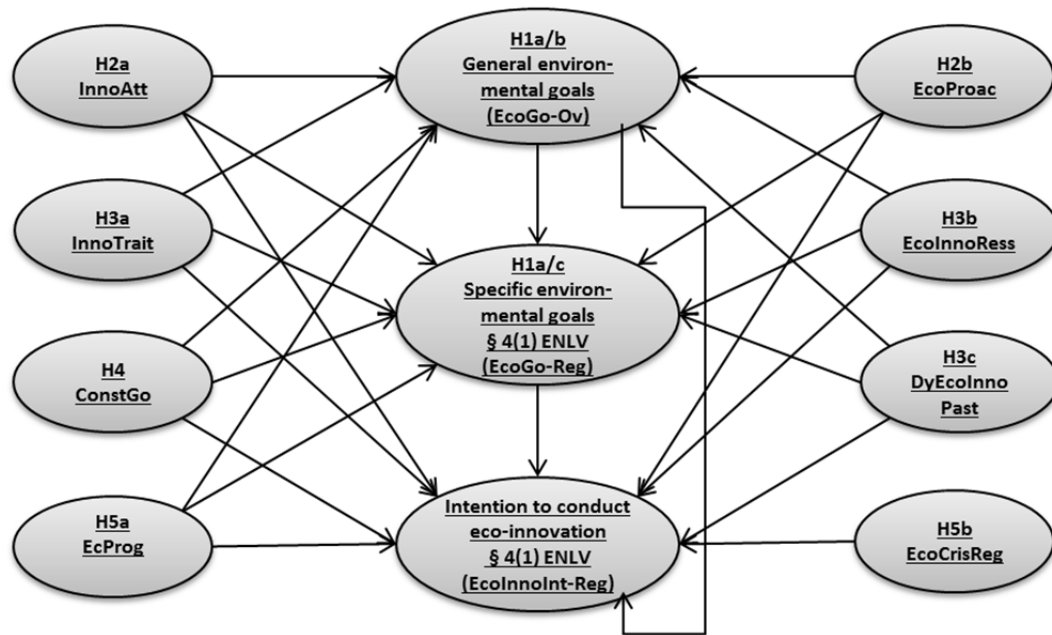 H2a
InnoAtt
H3a
InnoTrait
H4
ConstGo
H5a
EcProg
H1a/b
General environ-
mental goals
(EcoGo-Ov)
H1a/c
Specific environ-
mental goals
§ 4(1) ENLV
(EcoGo-Reg)
Intention to conduct
eco-innovation
§ 4(1) ENLV
(EcoInnoInt-Reg)
H2b
EcoProac
H3b
EcoInnoRess
H3c
DyEcoInno
Past
H5b
EcoCrisReg